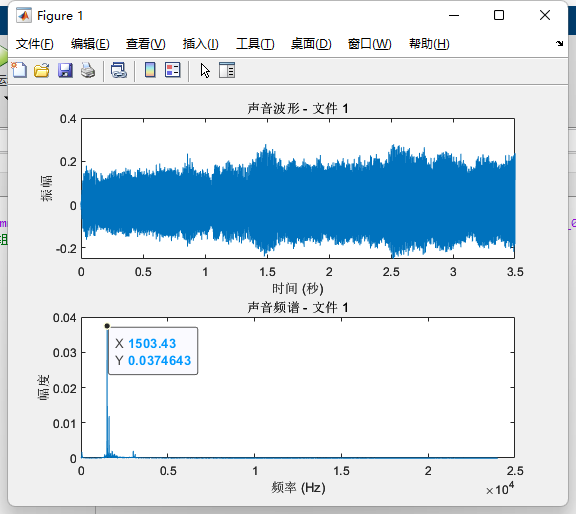 Figure 1
文件(F) 编辑(E) 查看(V) 插入(I) 工具(T) 桌面(D) 窗口(W) 帮助(H)
声音波形 - 文件 1
0.4
0.2
0
-0.2
振幅
0 0.5 1 1.5 2 2.5 3 3.5
时间 (秒)
声音频谱 - 文件 1
0.04
0.03
0.02
0.01
0
幅度
X 1503.43
Y 0.0374643
0 0.5 1 1.5 2 2.5
频率 (Hz)
×10⁴